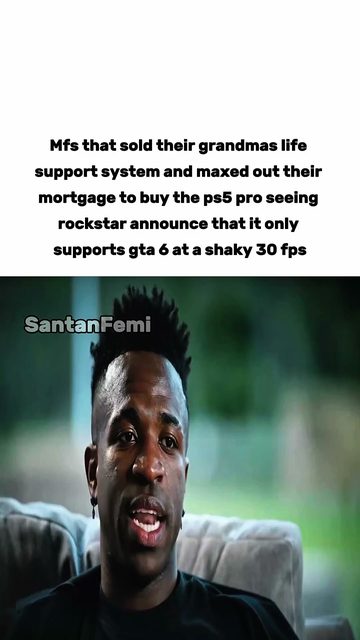 Mfs that sold their grandmas life
support system and maxed out their
mortgage to buy the ps5 pro seeing
rockstar announce that it only
supports gta 6 at a shaky 30 fps
SantanFemi